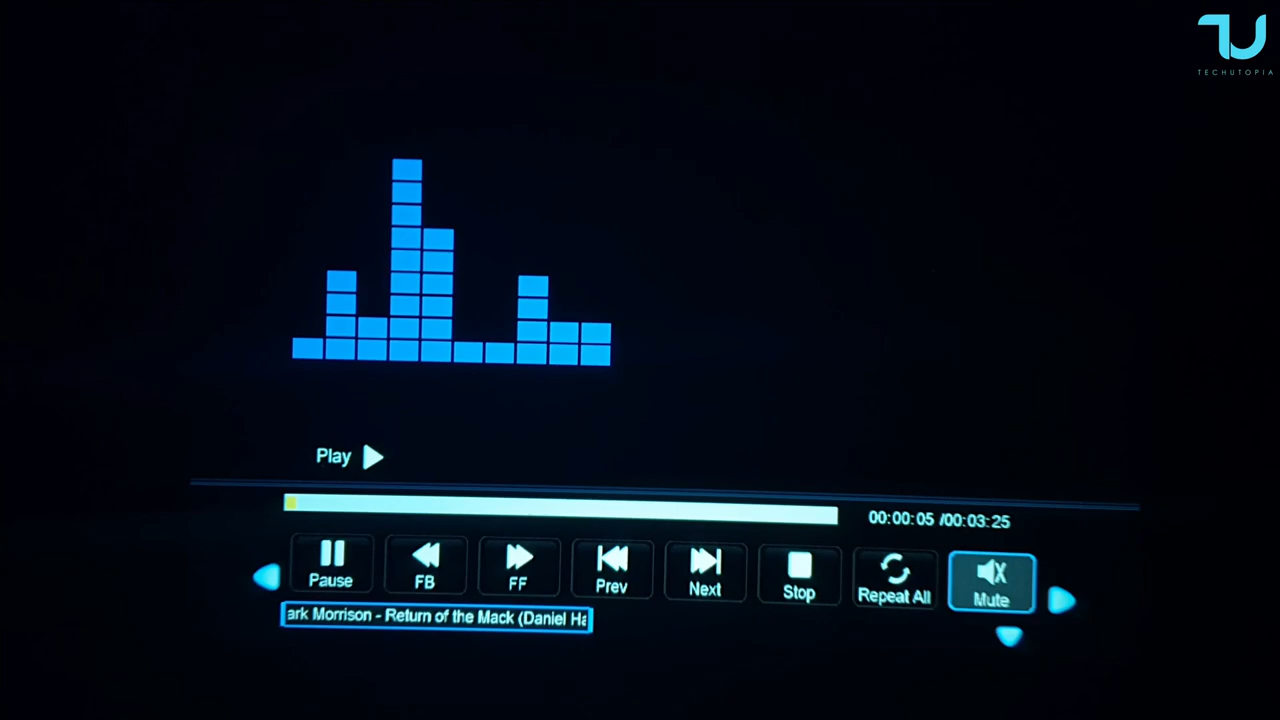 TU
TECHUTOPIA
Play
00:00:05 /00:03:25
Pause
FB
FF
Prev
Next
Stop
Repeat All
Mute
ark Morrison - Return of the Mack (Daniel Ha